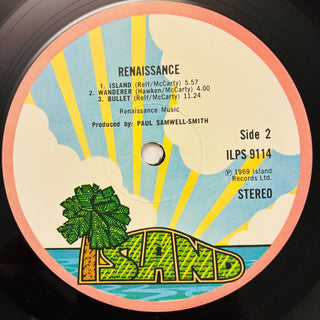 RENAISSANCE
1. ISLAND (Relf/McCarty) 5.57
2. WANDERER (Hawken/McCarty) 4.00
3. BULLET (Relf/McCarty) 11.24
Renaissance Music
Produced by: PAUL SAMWELL-SMITH
Side 2
ILPS 9114
Ⓟ 1969 Island
Records Ltd.
STEREO
ISLAND